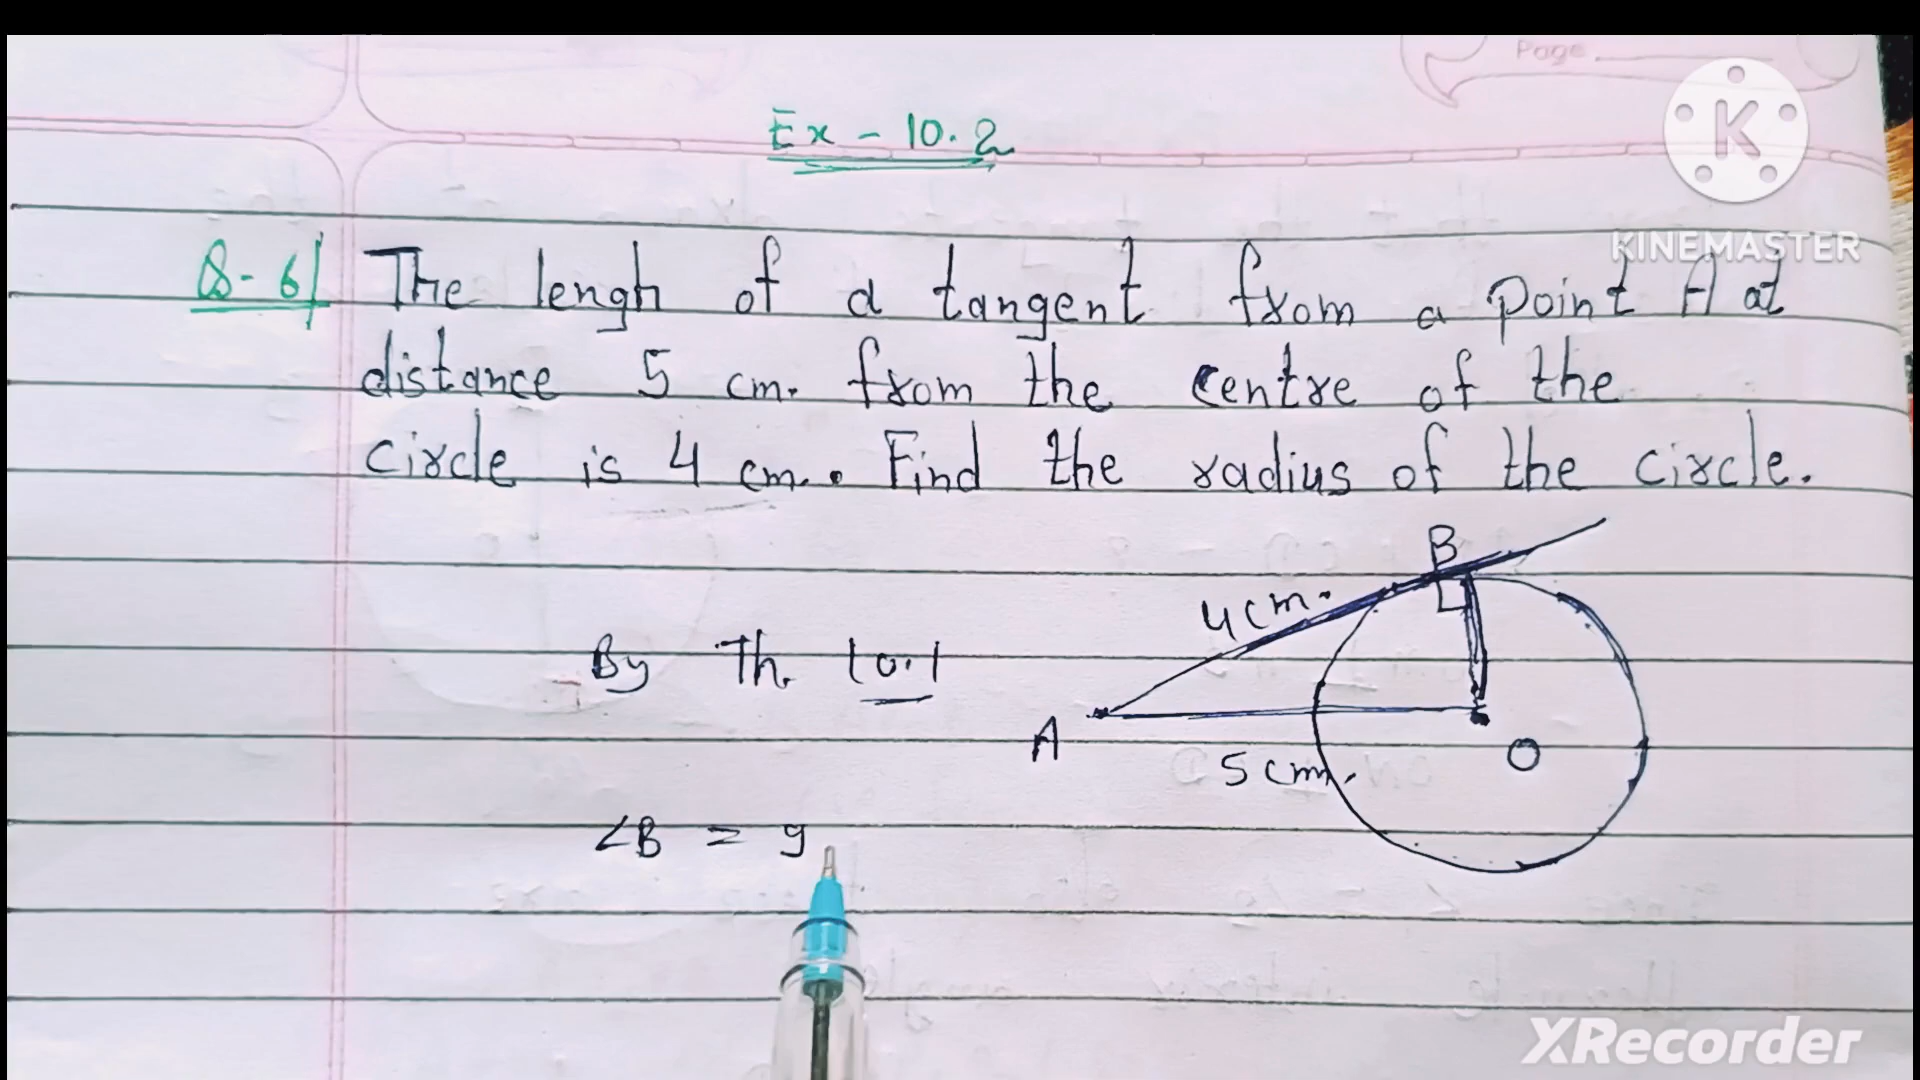 Page
Ex - 10.2
K
KINEMASTER
Q-6| The lengh of a tangent from a point A at
distance 5 cm. from the centre of the
circle is 4 cm. Find the radius of the circle.
B
4cm.
By Th. 10.1
A
5cm.
O
∠B = 9
XRecorder